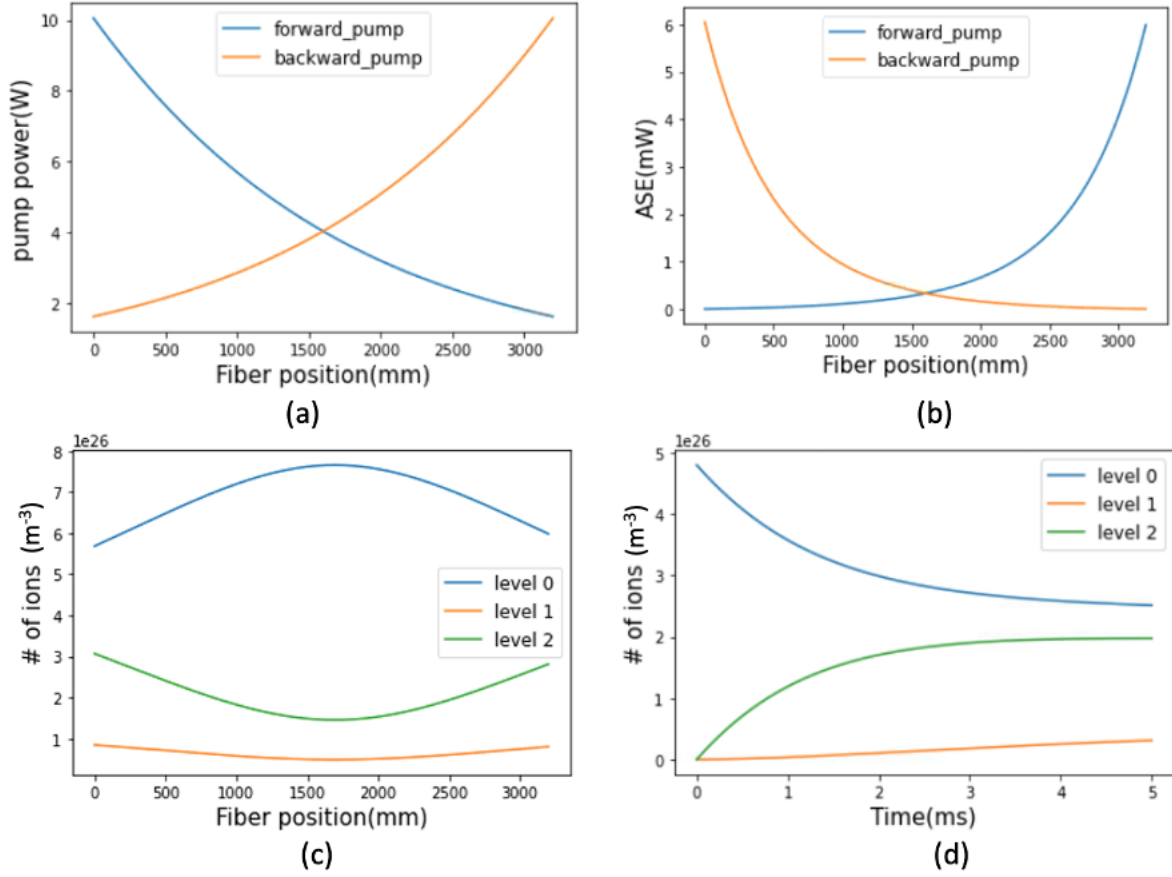 10
8
6
4
2
pump power(W)
forward_pump
backward_pump
0 500 1000 1500 2000 2500 3000
Fiber position(mm)
(a)
6
5
4
3
2
1
0
ASE(mW)
forward_pump
backward_pump
0 500 1000 1500 2000 2500 3000
Fiber position(mm)
(b)
1e26
8
7
6
5
4
3
2
1
# of ions (m-3)
level 0
level 1
level 2
0 500 1000 1500 2000 2500 3000
Fiber position(mm)
(c)
1e26
5
4
3
2
1
0
# of ions (m-3)
level 0
level 1
level 2
0 1 2 3 4 5
Time(ms)
(d)